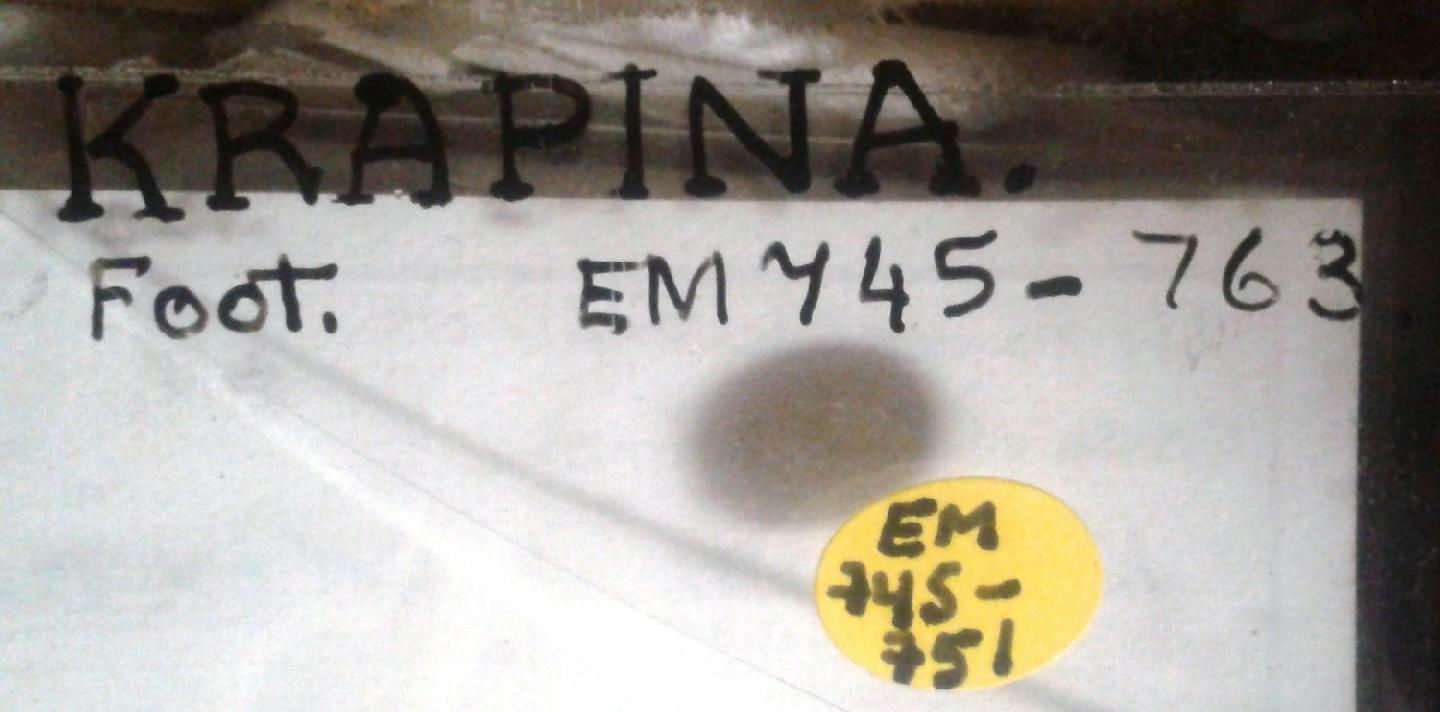 KRAPINA.
Foot. EM 745 - 763
EM
745-
751